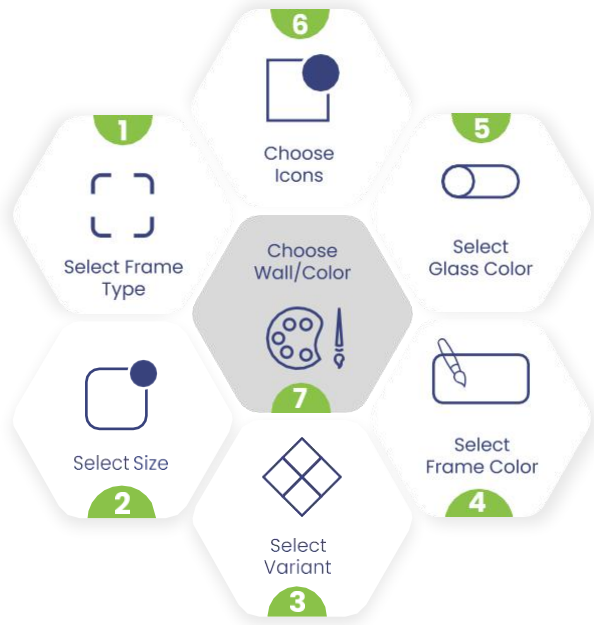 1
Select Frame
Type
Select Size
2
Select
Variant
3
Select
Frame Color
4
5
Select
Glass Color
6
Choose
Icons
Choose
Wall/Color
7